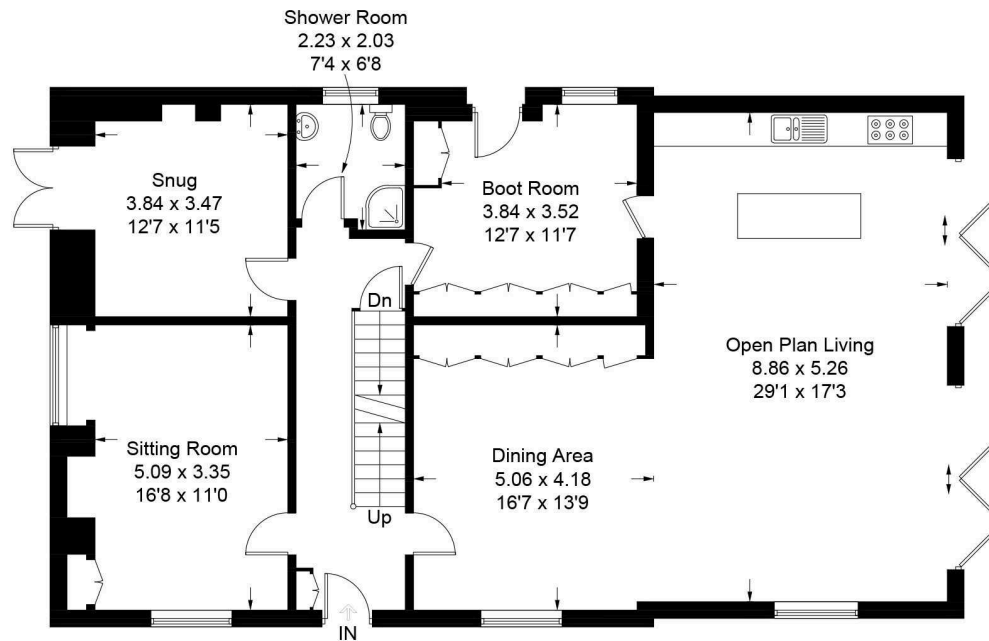 Shower Room
2.23 x 2.03
7'4 x 6'8
Snug
3.84 x 3.47
12'7 x 11'5
Boot Room
3.84 x 3.52
12'7 x 11'7
Dn
Open Plan Living
8.86 x 5.26
29'1 x 17'3
Sitting Room
5.09 x 3.35
16'8 x 11'0
Dining Area
5.06 x 4.18
16'7 x 13'9
Up
IN